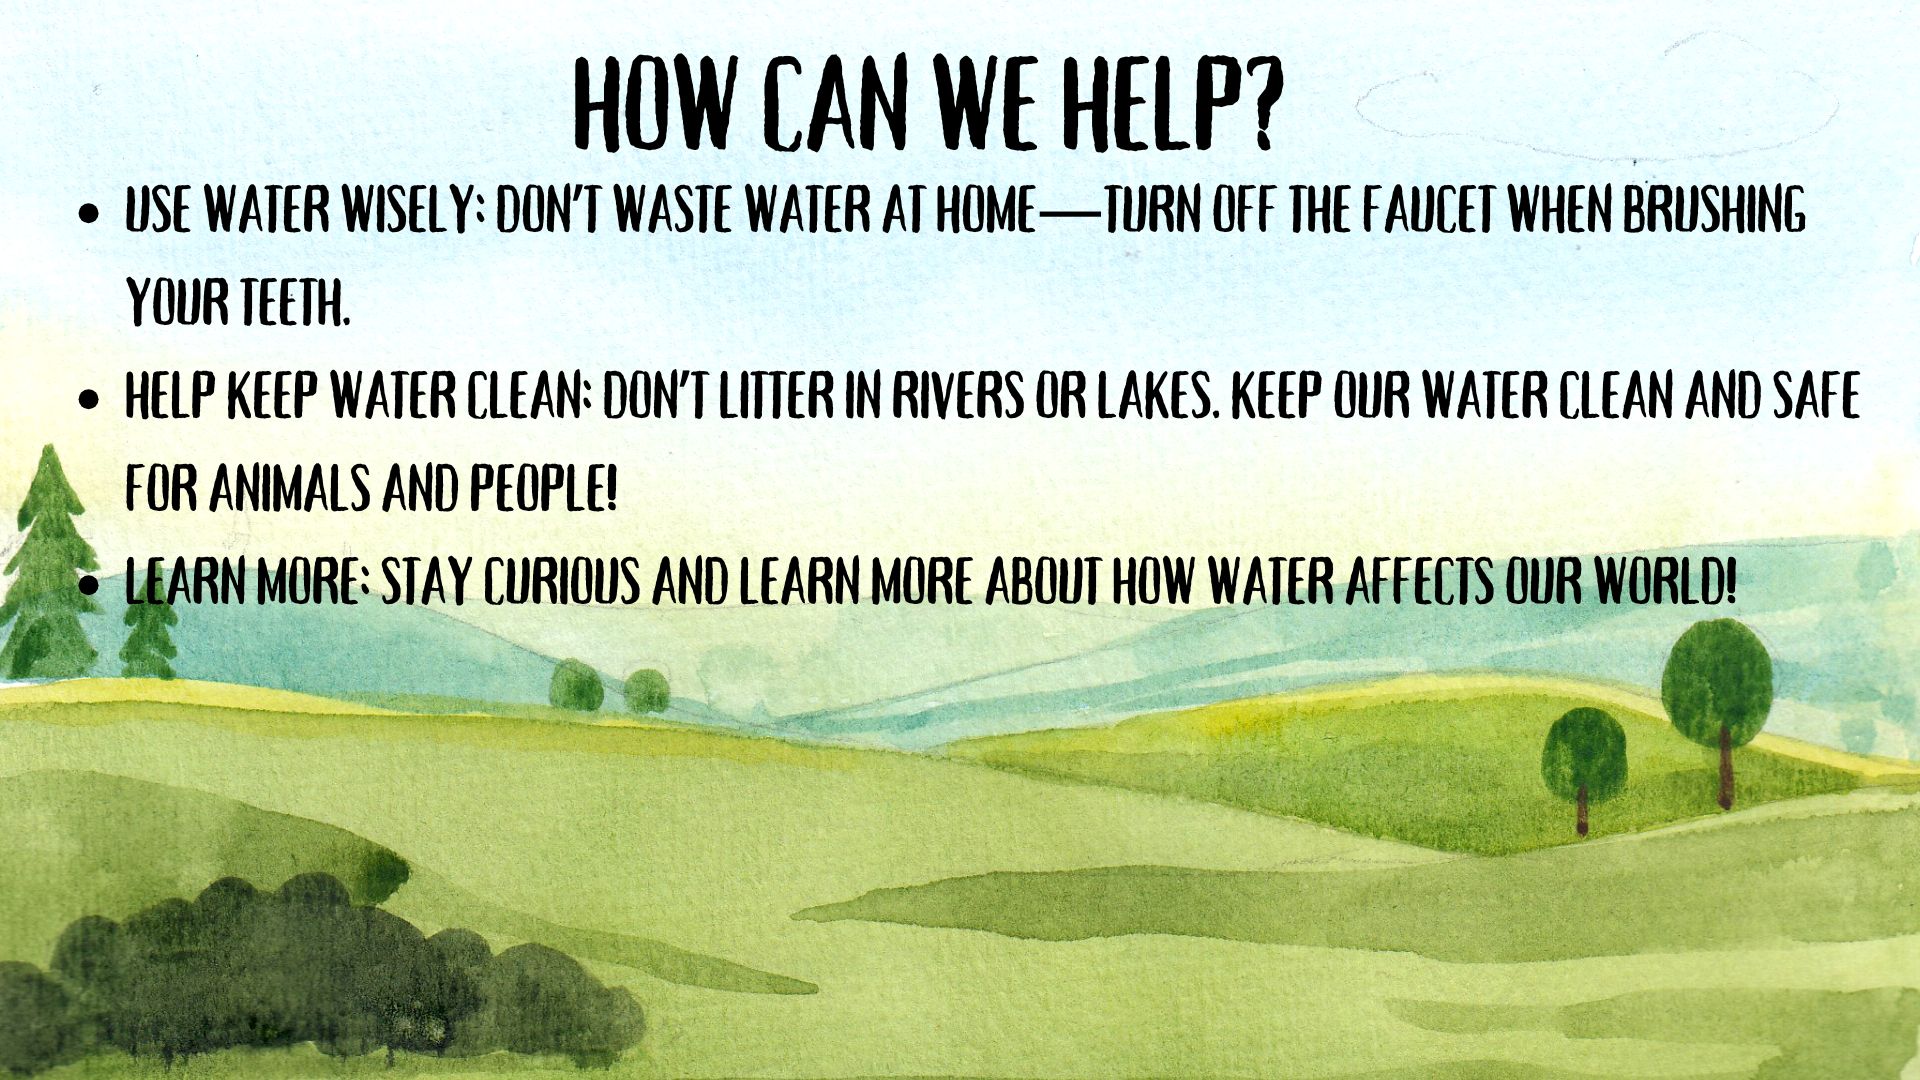 HOW CAN WE HELP?
• USE WATER WISELY: DON'T WASTE WATER AT HOME—TURN OFF THE FAUCET WHEN BRUSHING
YOUR TEETH.
• HELP KEEP WATER CLEAN: DON'T LITTER IN RIVERS OR LAKES. KEEP OUR WATER CLEAN AND SAFE
FOR ANIMALS AND PEOPLE!
• LEARN MORE: STAY CURIOUS AND LEARN MORE ABOUT HOW WATER AFFECTS OUR WORLD!